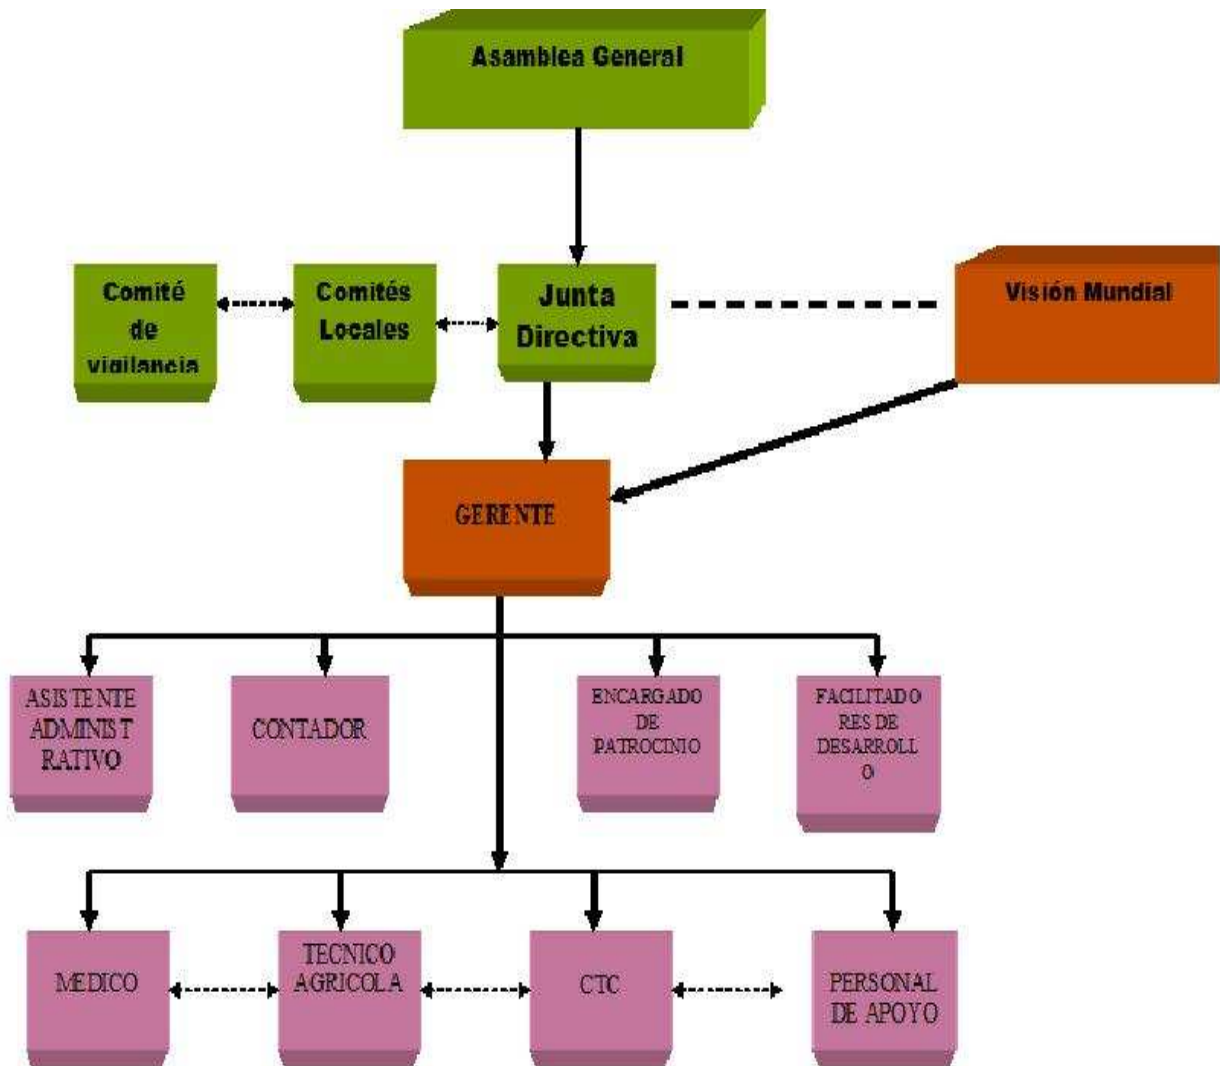 Asamblea General
Comité
de
vigilancia
Comités
Locales
Junta
Directiva
Visión Mundial
GERENTE
ASISTENTE
ADMINIST
RATIVO
CONTADOR
ENCARGADO
DE
PATROCINIO
FACILITADO
RES DE
DESARROLL
O
MEDICO
TECNICO
AGRICOLA
CTC
PERSONAL
DE APOYO